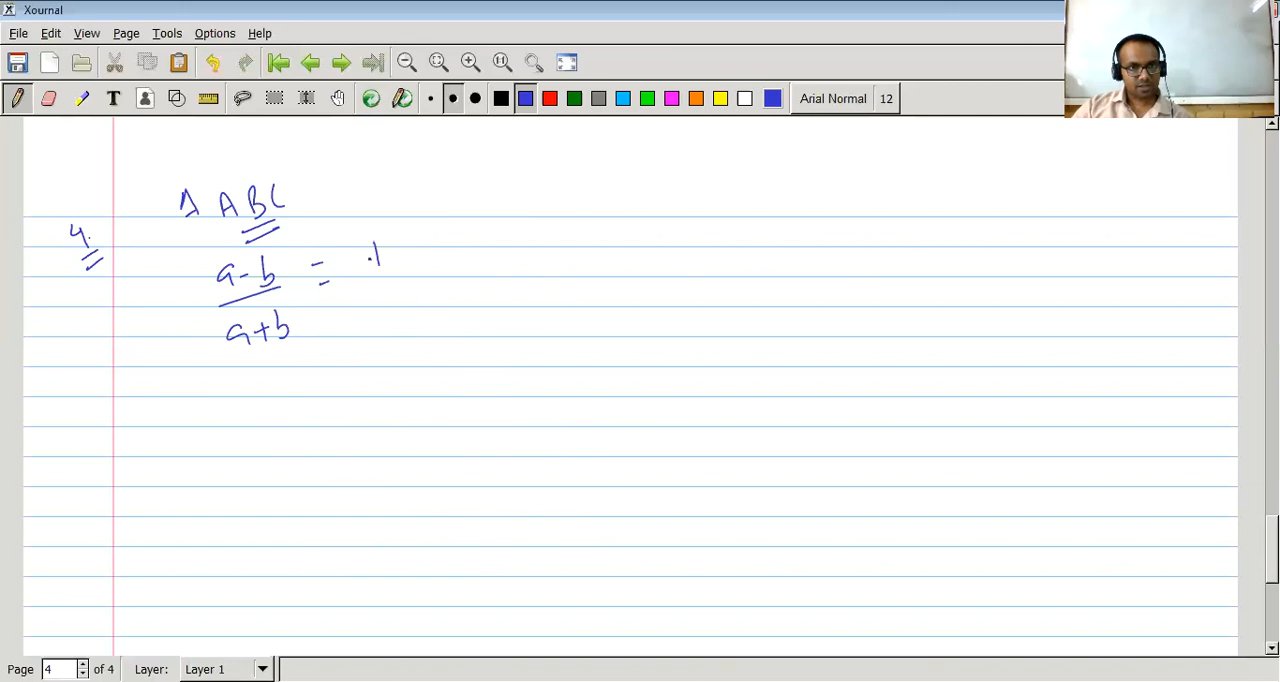 Xournal
File Edit View Page Tools Options Help
T Arial Normal 12
Δ ABC
4.
a-b =
a+b
Page 4 of 4 Layer: Layer 1